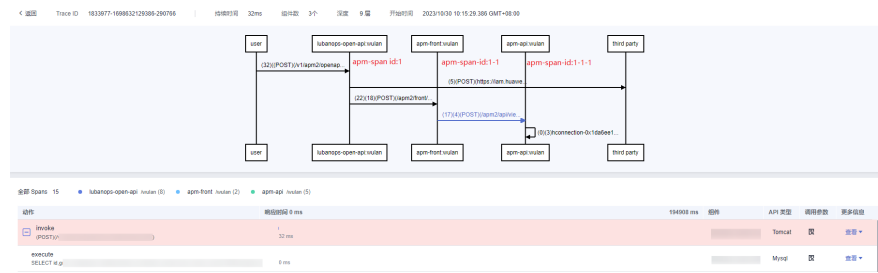 < 返回 Trace ID 1833977-1698632129386-290766 持续时间 32ms 组件数 3个 深度 9 层 开始时间 2023/10/30 10:15:29.386 GMT+08:00
user lubanops-open-api:wulan apm-front:wulan apm-api:wulan third party
(32)((POST)(/v1/apm2/openap... apm-span id:1 apm-span-id:1-1 apm-span-id:1-1-1
(5)(POST)(https://iam.huawe...
(22)(18)(POST)(/apm2/front/...
(17)(4)(POST)(/apm2/api/vie...
(0)(3)hconnection-0x1da6ee1...
user lubanops-open-api:wulan apm-front:wulan apm-api:wulan third party
全部 Spans 15 lubanops-open-api /wulan (8) apm-front /wulan (2) apm-api /wulan (5)
动作 响应时间 0 ms 194908 ms 组件 API 类型 调用参数 更多信息
invoke
(POST)(/ ) 32 ms Tomcat 查看
execute
SELECT id,g 0 ms Mysql 查看